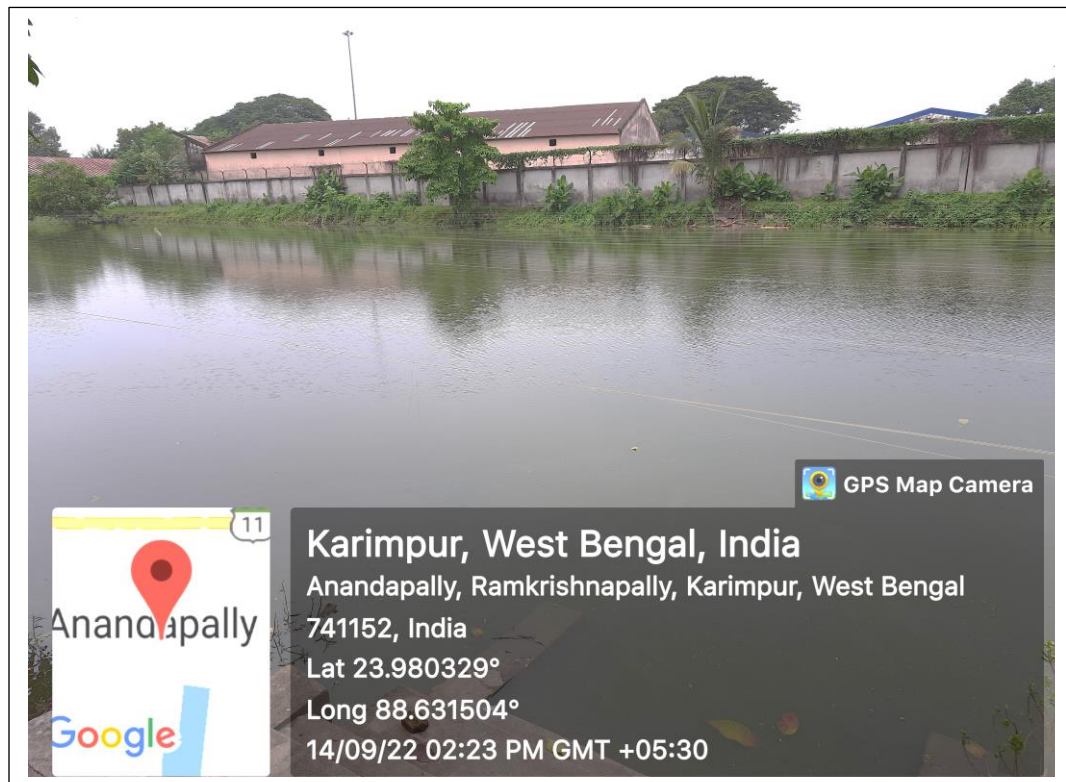 GPS Map Camera
11
Anandapally
Google
Karimpur, West Bengal, India
Anandapally, Ramkrishnapally, Karimpur, West Bengal
741152, India
Lat 23.980329°
Long 88.631504°
14/09/22 02:23 PM GMT +05:30